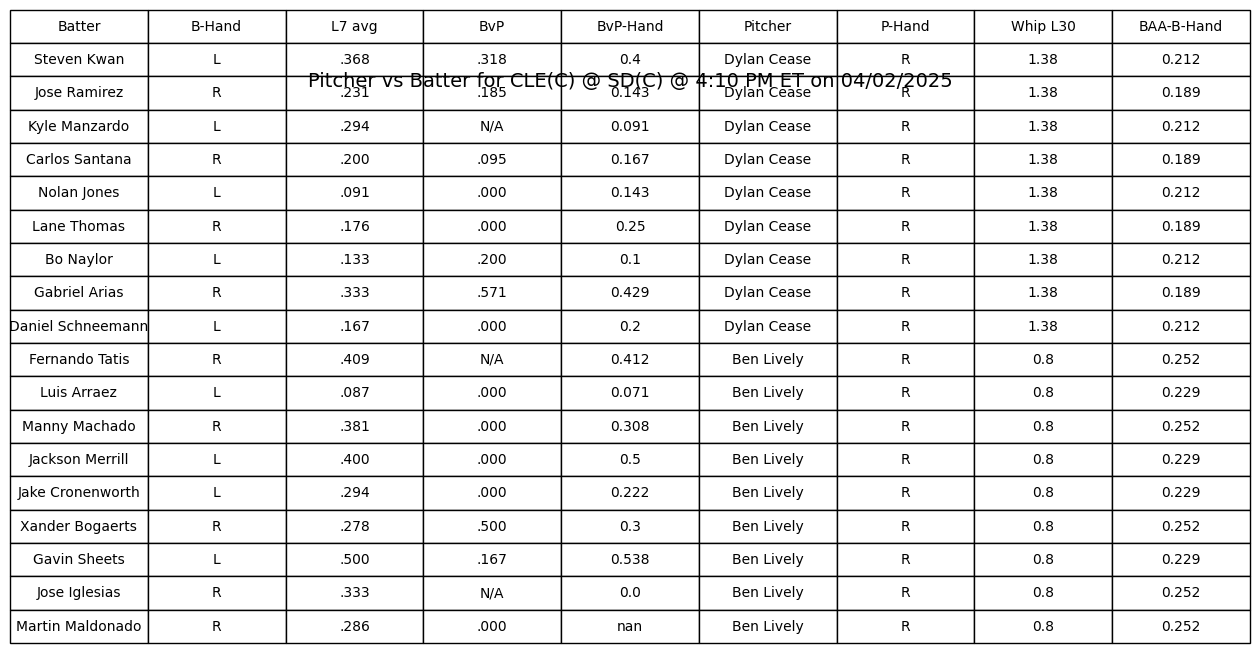 Batter B-Hand L7 avg BvP BvP-Hand Pitcher P-Hand Whip L30 BAA-B-Hand
Steven Kwan L .368 .318 0.4 Dylan Cease R 1.38 0.212
Pitcher vs Batter for CLE(C) @ SD(C) @ 4:10 PM ET on 04/02/2025
Jose Ramirez R .231 .185 0.143 Dylan Cease R 1.38 0.189
Kyle Manzardo L .294 N/A 0.091 Dylan Cease R 1.38 0.212
Carlos Santana R .200 .095 0.167 Dylan Cease R 1.38 0.189
Nolan Jones L .091 .000 0.143 Dylan Cease R 1.38 0.212
Lane Thomas R .176 .000 0.25 Dylan Cease R 1.38 0.189
Bo Naylor L .133 .200 0.1 Dylan Cease R 1.38 0.212
Gabriel Arias R .333 .571 0.429 Dylan Cease R 1.38 0.189
Daniel Schneemann L .167 .000 0.2 Dylan Cease R 1.38 0.212
Fernando Tatis R .409 N/A 0.412 Ben Lively R 0.8 0.252
Luis Arraez L .087 .000 0.071 Ben Lively R 0.8 0.229
Manny Machado R .381 .000 0.308 Ben Lively R 0.8 0.252
Jackson Merrill L .400 .000 0.5 Ben Lively R 0.8 0.229
Jake Cronenworth L .294 .000 0.222 Ben Lively R 0.8 0.229
Xander Bogaerts R .278 .500 0.3 Ben Lively R 0.8 0.252
Gavin Sheets L .500 .167 0.538 Ben Lively R 0.8 0.229
Jose Iglesias R .333 N/A 0.0 Ben Lively R 0.8 0.252
Martin Maldonado R .286 .000 nan Ben Lively R 0.8 0.252